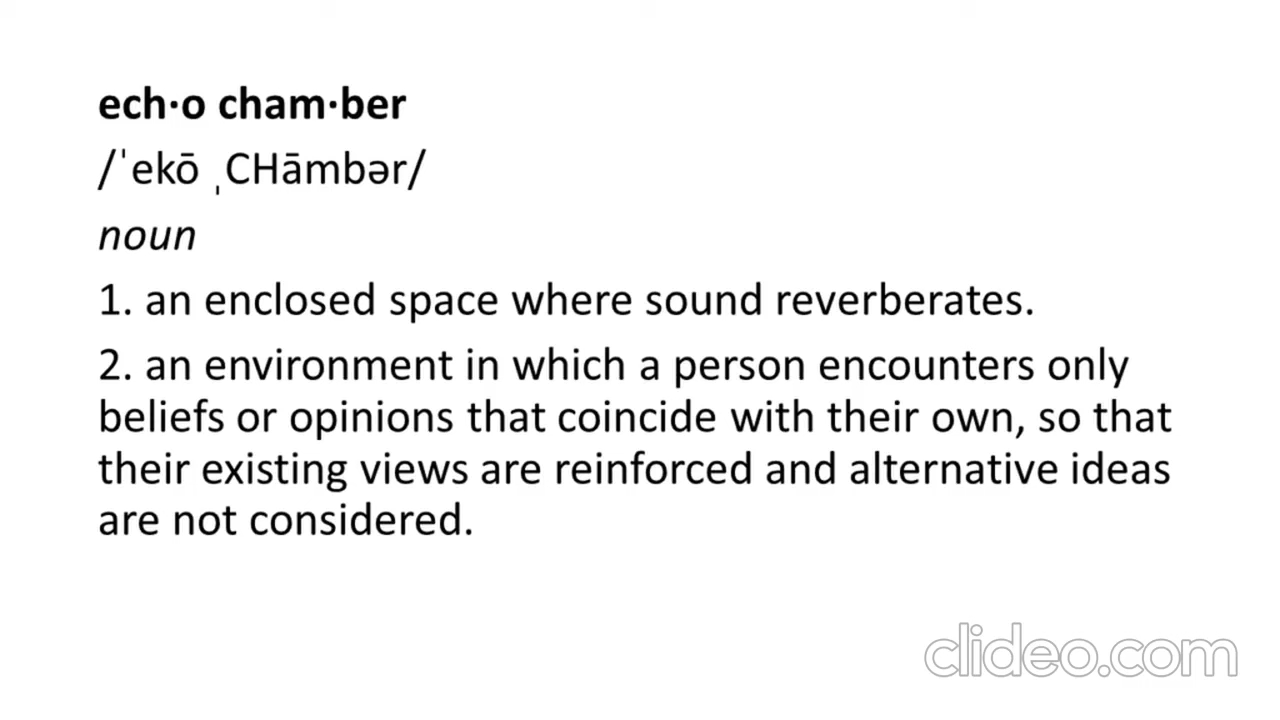 ech·o cham·ber
/ˈekō ˌCHāmbər/
noun
1. an enclosed space where sound reverberates.
2. an environment in which a person encounters only
beliefs or opinions that coincide with their own, so that
their existing views are reinforced and alternative ideas
are not considered.
clideo.com